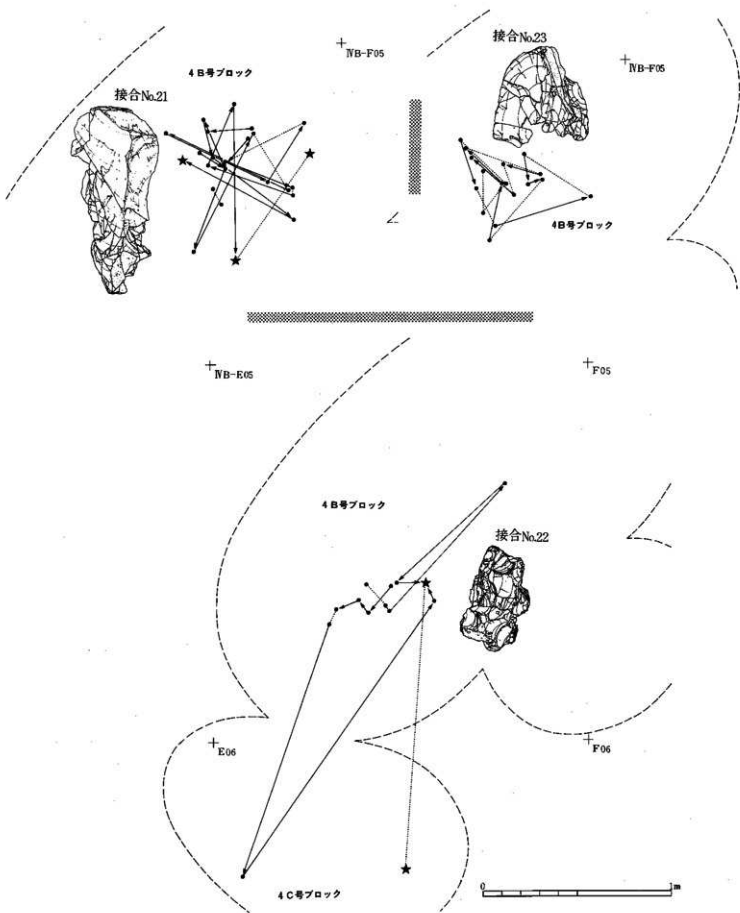 ⅣB-F05
4B号ブロック
接合No.21
接合No.23
ⅣB-F05
4B号ブロック
ⅣB-E05
F05
4B号ブロック
接合No.22
E06
F06
4C号ブロック
0 1m